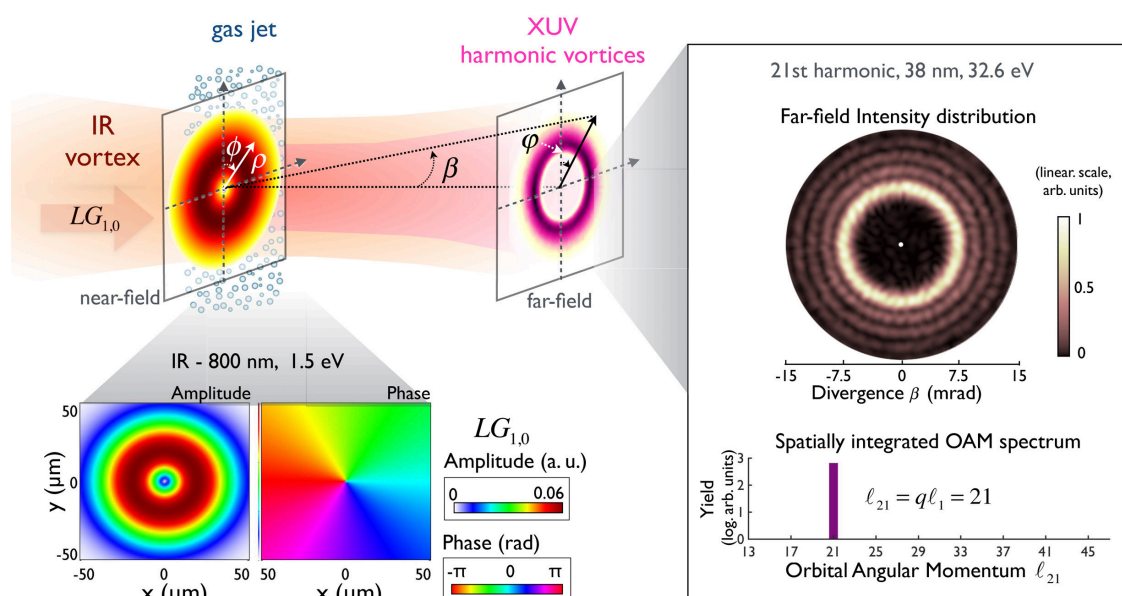 gas jet
XUV
harmonic vortices
IR
vortex
LG₁,₀
ϕ
ρ
β
φ
near-field
far-field
IR - 800 nm, 1.5 eV
Amplitude
Phase
50
0
-50
y (μm)
50
0
50
x (μm)
50
0
50
x (μm)
LG₁,₀
Amplitude (a. u.)
0
0.06
Phase (rad)
-π
0
π
21st harmonic, 38 nm, 32.6 eV
Far-field Intensity distribution
(linear. scale,
arb. units)
1
0.5
0
-15
-7.5
0
7.5
15
Divergence β (mrad)
Spatially integrated OAM spectrum
Yield
(log. arb. units)
3
2
1
0
ℓ₂₁ = qℓ₁ = 21
13
17
21
25
29
33
37
41
45
Orbital Angular Momentum ℓ₂₁